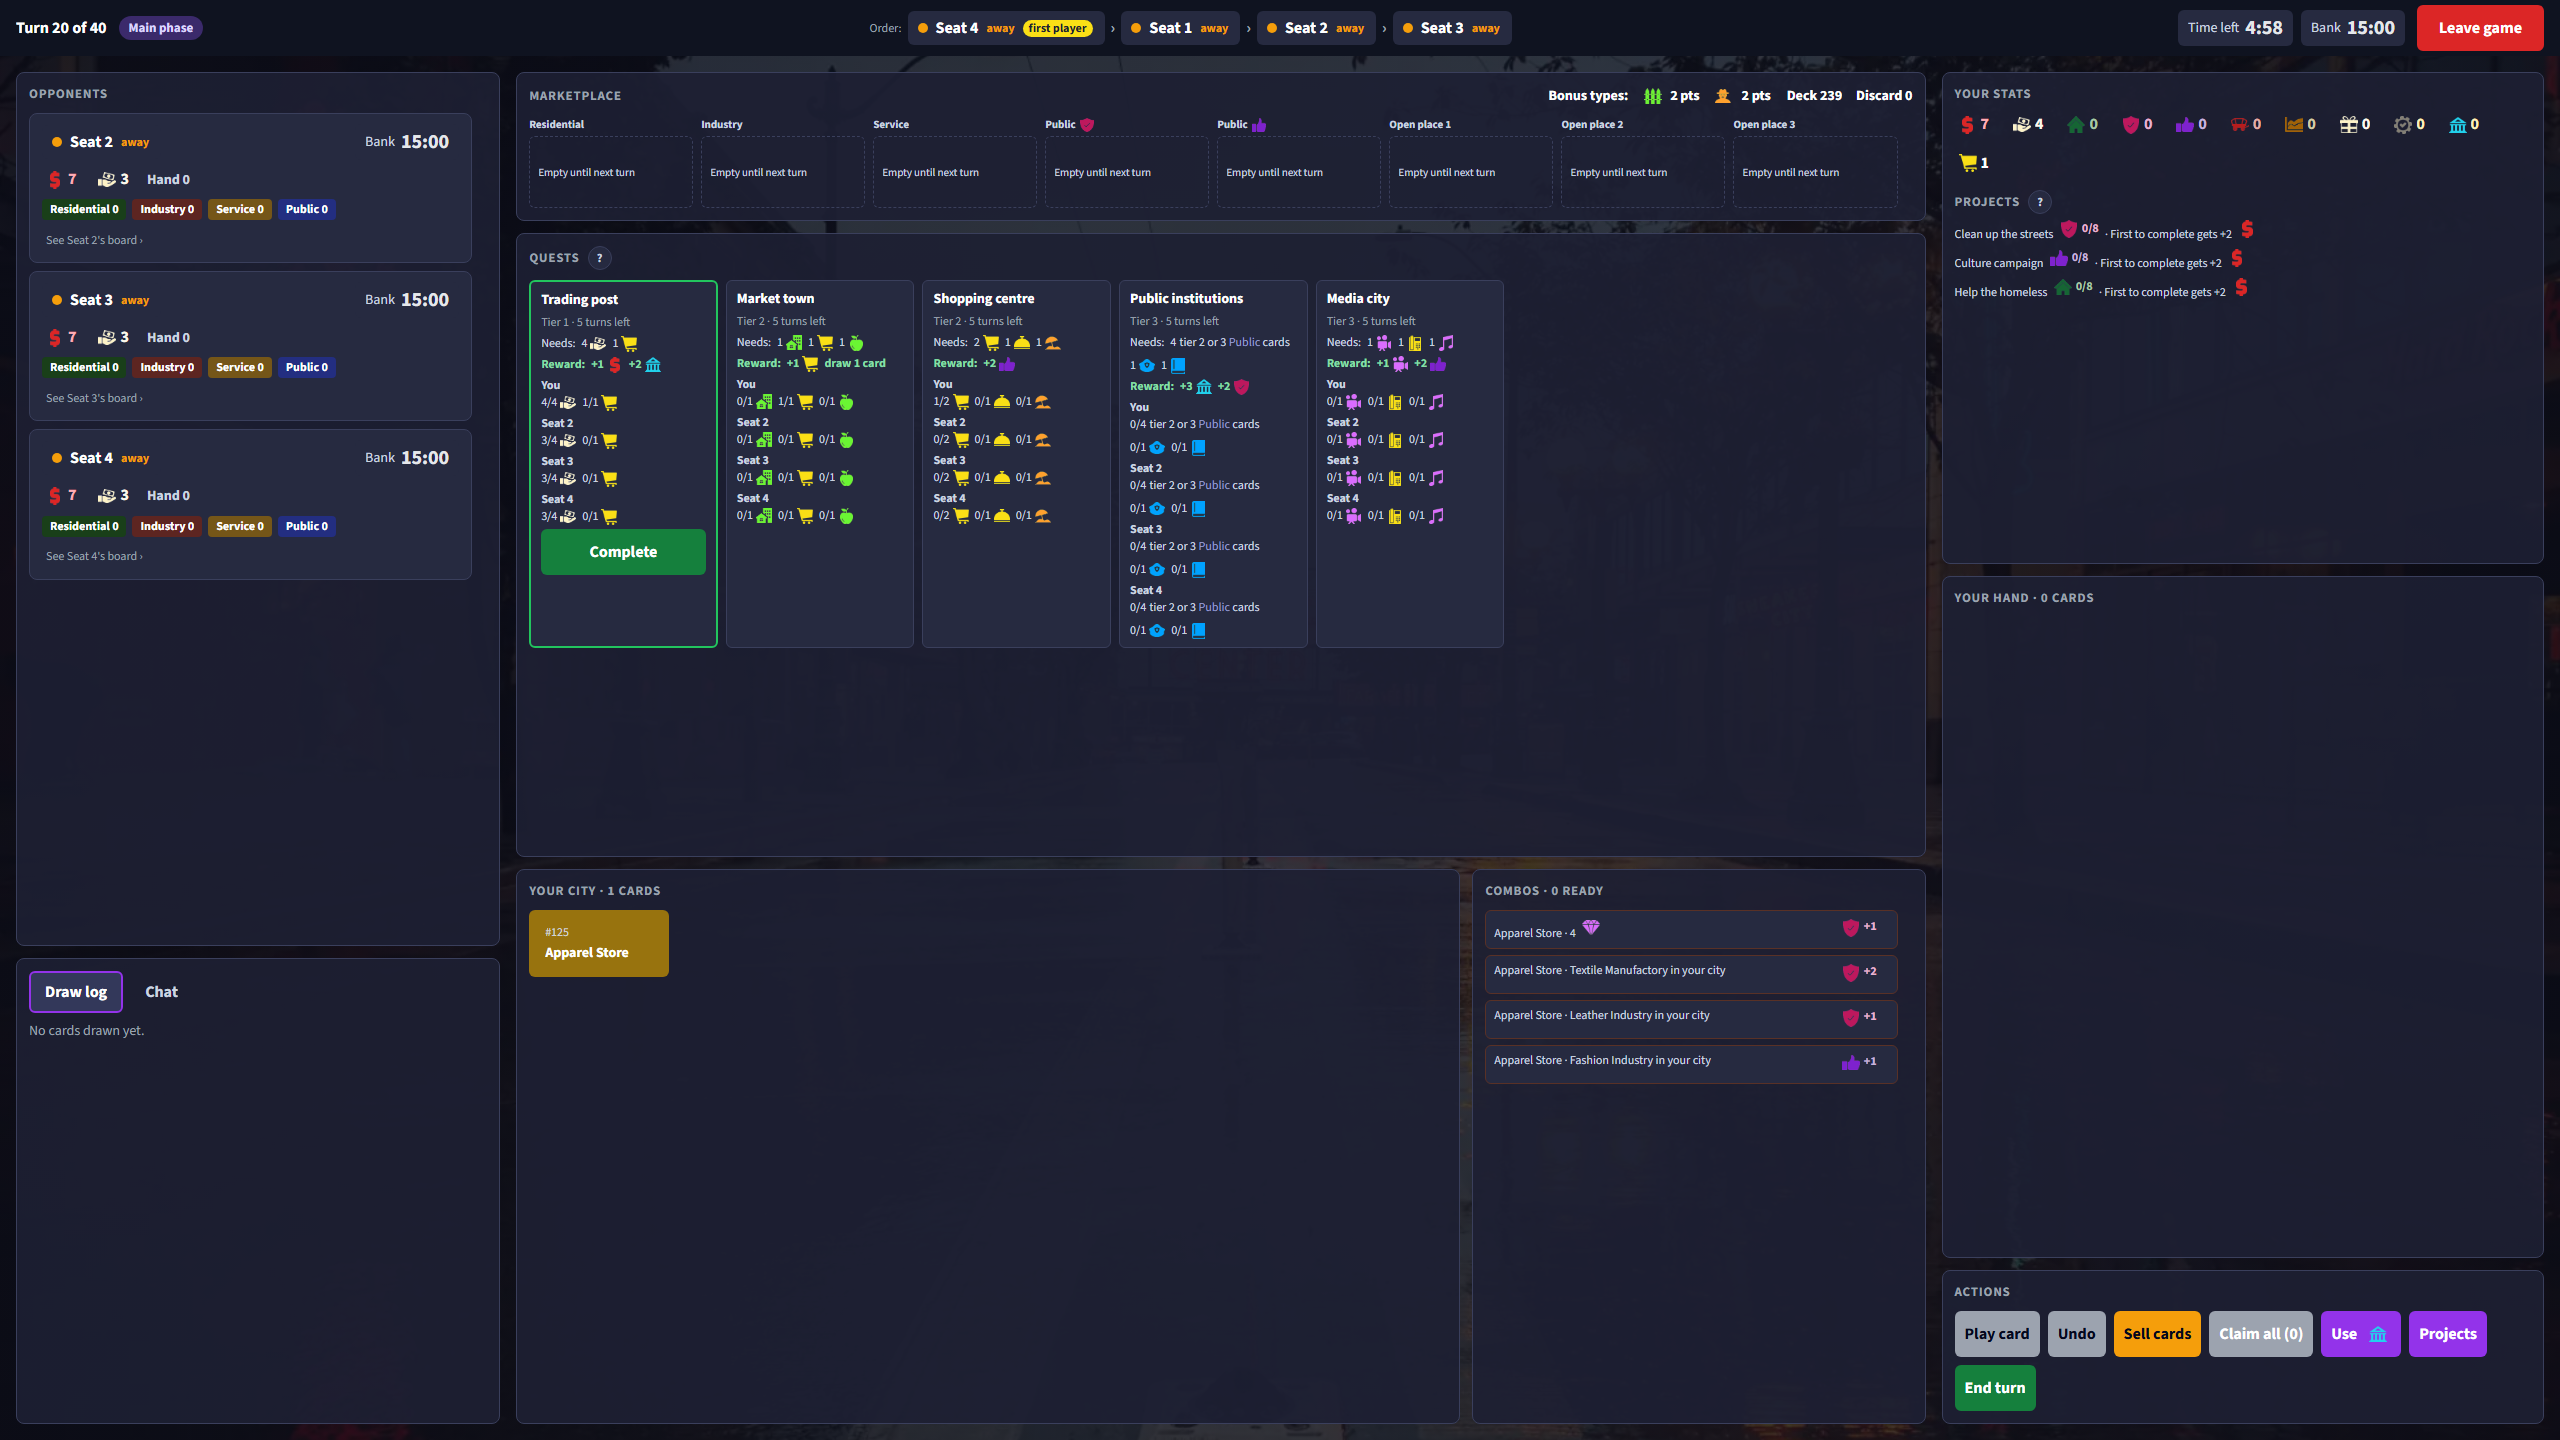 Turn 20 of 40 Main phase
Order: Seat 4 away first player › Seat 1 away › Seat 2 away › Seat 3 away
Time left 4:58 Bank 15:00 Leave game
OPPONENTS
Seat 2 away Bank 15:00
7 3 Hand 0
Residential 0 Industry 0 Service 0 Public 0
See Seat 2's board ›
Seat 3 away Bank 15:00
7 3 Hand 0
Residential 0 Industry 0 Service 0 Public 0
See Seat 3's board ›
Seat 4 away Bank 15:00
7 3 Hand 0
Residential 0 Industry 0 Service 0 Public 0
See Seat 4's board ›
Draw log Chat
No cards drawn yet.
MARKETPLACE
Bonus types: 2 pts 2 pts Deck 239 Discard 0
Residential Industry Service Public Public Open place 1 Open place 2 Open place 3
Empty until next turn Empty until next turn Empty until next turn Empty until next turn Empty until next turn Empty until next turn Empty until next turn Empty until next turn
QUESTS ?
Trading post
Tier 1 · 5 turns left
Needs: 4 1
Reward: +1 +2
You
4/4 1/1
Seat 2
3/4 0/1
Seat 3
3/4 0/1
Seat 4
3/4 0/1
Complete
Market town
Tier 2 · 5 turns left
Needs: 1 1 1
Reward: +1 draw 1 card
You
0/1 1/1 0/1
Seat 2
0/1 0/1 0/1
Seat 3
0/1 0/1 0/1
Seat 4
0/1 0/1 0/1
Shopping centre
Tier 2 · 5 turns left
Needs: 2 1 1
Reward: +2
You
1/2 0/1 0/1
Seat 2
0/2 0/1 0/1
Seat 3
0/2 0/1 0/1
Seat 4
0/2 0/1 0/1
Public institutions
Tier 3 · 5 turns left
Needs: 4 tier 2 or 3 Public cards
1 1
Reward: +3 +2
You
0/4 tier 2 or 3 Public cards
0/1 0/1
Seat 2
0/4 tier 2 or 3 Public cards
0/1 0/1
Seat 3
0/4 tier 2 or 3 Public cards
0/1 0/1
Seat 4
0/4 tier 2 or 3 Public cards
0/1 0/1
Media city
Tier 3 · 5 turns left
Needs: 1 1 1
Reward: +1 +2
You
0/1 0/1 0/1
Seat 2
0/1 0/1 0/1
Seat 3
0/1 0/1 0/1
Seat 4
0/1 0/1 0/1
YOUR CITY · 1 CARDS
#125
Apparel Store
COMBOS · 0 READY
Apparel Store · 4 +1
Apparel Store · Textile Manufactory in your city +2
Apparel Store · Leather Industry in your city +1
Apparel Store · Fashion Industry in your city +1
YOUR STATS
7 4 0 0 0 0 0 0 0 0
1
PROJECTS ?
Clean up the streets 0/8 · First to complete gets +2
Culture campaign 0/8 · First to complete gets +2
Help the homeless 0/8 · First to complete gets +2
YOUR HAND · 0 CARDS
ACTIONS
Play card Undo Sell cards Claim all (0) Use Projects
End turn